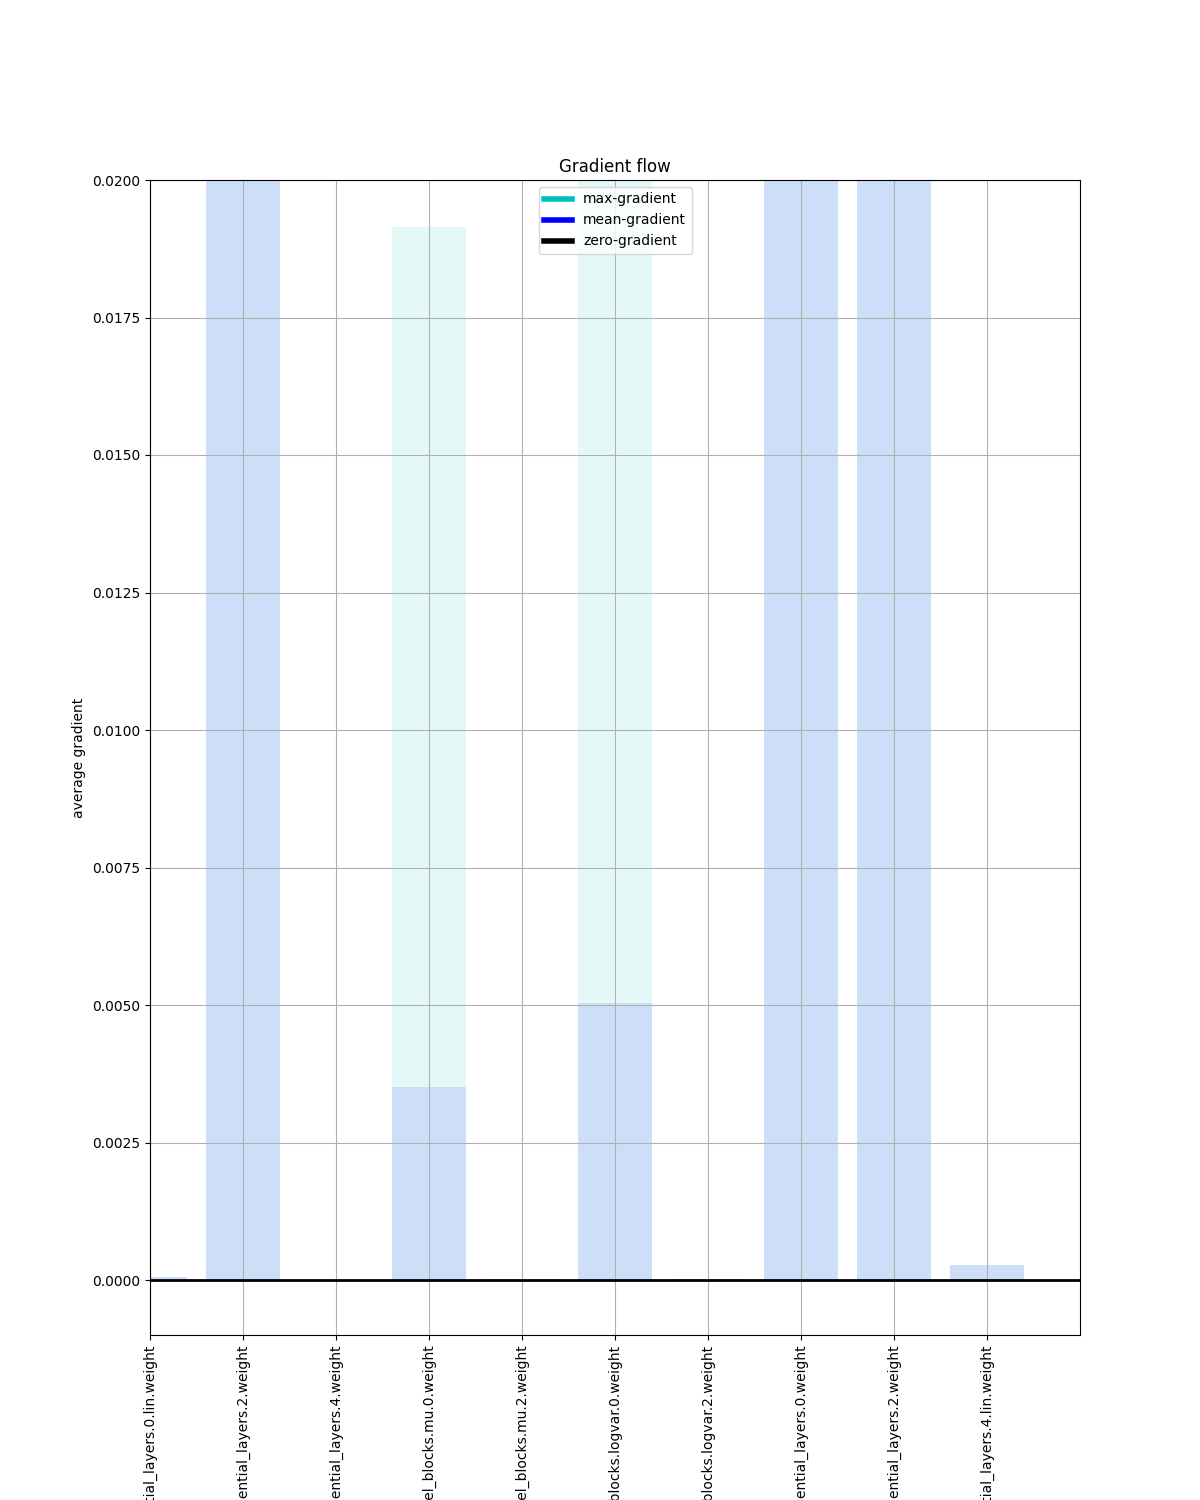 Gradient flow
max-gradient
mean-gradient
zero-gradient
0.0200
0.0175
0.0150
0.0125
0.0100
0.0075
0.0050
0.0025
0.0000
average gradient
tial_layers.0.lin.weight
ential_layers.2.weight
ential_layers.4.weight
el_blocks.mu.0.weight
el_blocks.mu.2.weight
blocks.logvar.0.weight
blocks.logvar.2.weight
ential_layers.0.weight
ential_layers.2.weight
tial_layers.4.lin.weight